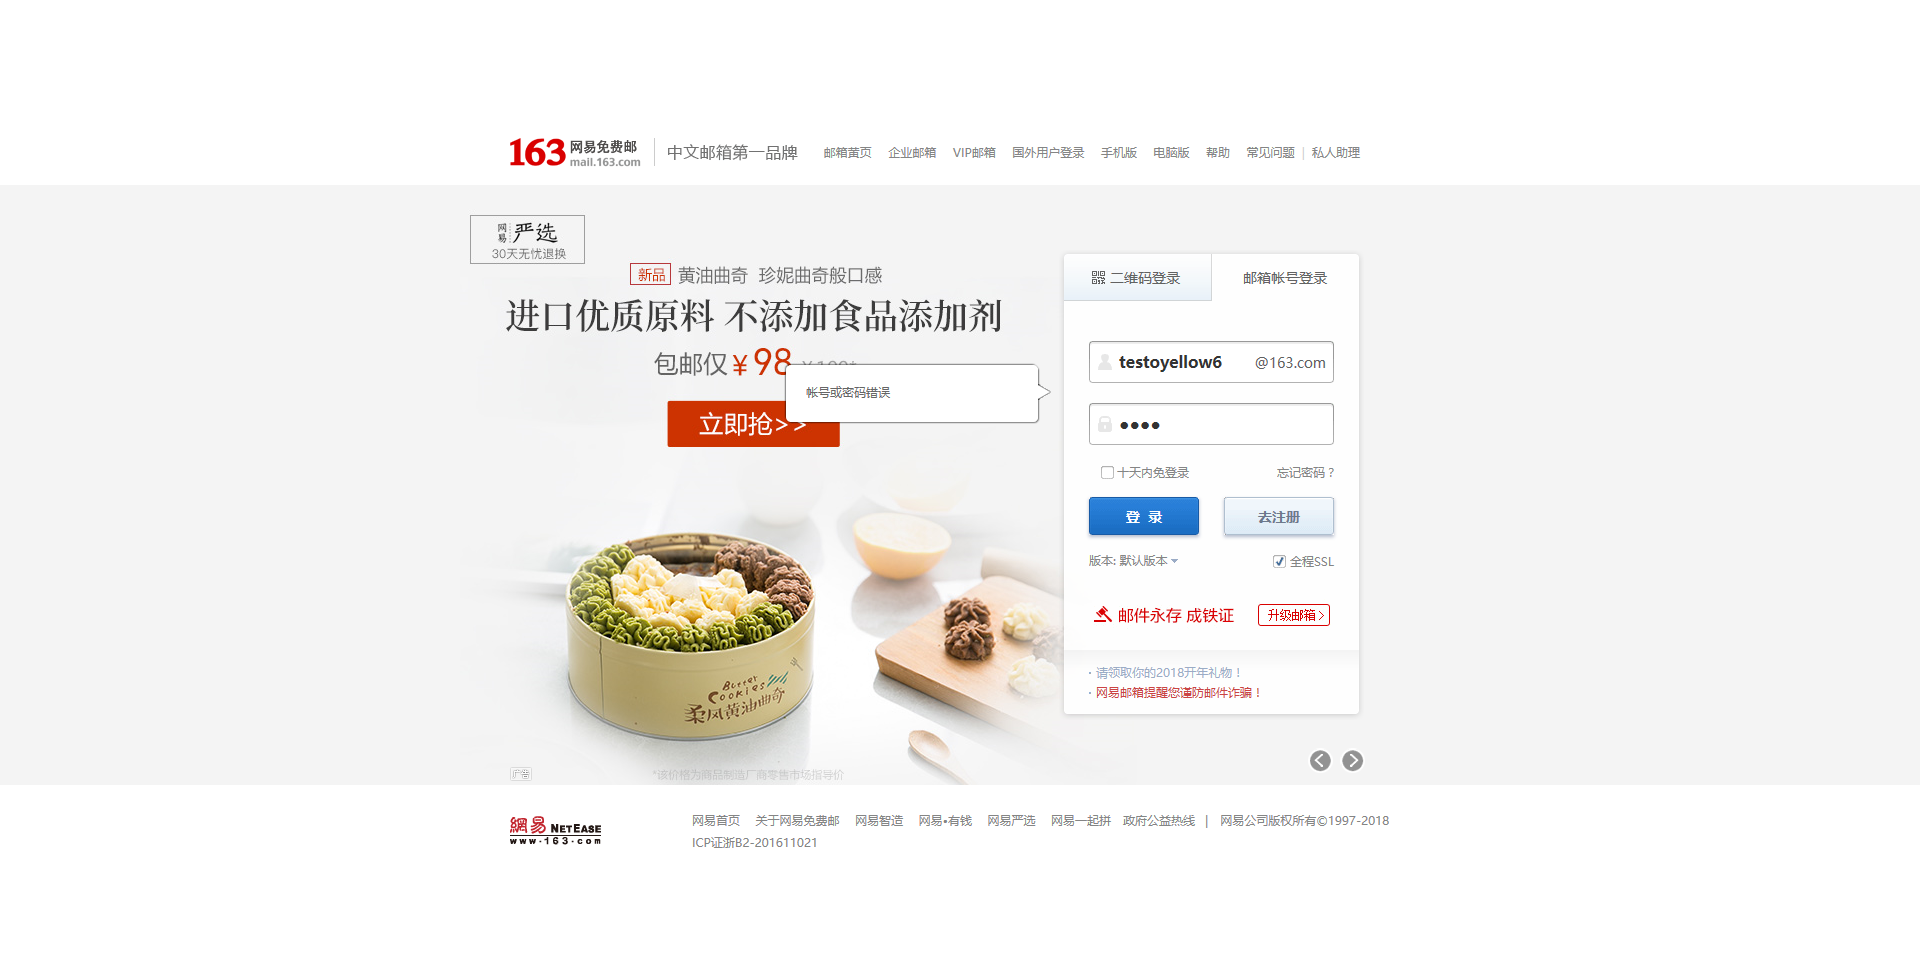 163 网易免费邮
mail.163.com
中文邮箱第一品牌
邮箱黄页 企业邮箱 VIP邮箱 国外用户登录 手机版 电脑版 帮助 常见问题 | 私人助理
网易 严选
30天无忧退换
新品 黄油曲奇 珍妮曲奇般口感
进口优质原料 不添加食品添加剂
包邮仅¥98
立即抢>>
帐号或密码错误
二维码登录
邮箱帐号登录
testoyellow6 @163.com
••••
十天内免登录 忘记密码？
登 录 去注册
版本: 默认版本 全程SSL
邮件永存 成铁证 升级邮箱>
· 请领取你的2018开年礼物！
· 网易邮箱提醒您谨防邮件诈骗！
Butter
Cookies
柔风黄油曲奇
广告
*该价格为商品制造厂商零售市场指导价
網易 NETEASE
www.163.com
网易首页 关于网易免费邮 网易智造 网易•有钱 网易严选 网易一起拼 政府公益热线 | 网易公司版权所有©1997-2018
ICP证浙B2-201611021